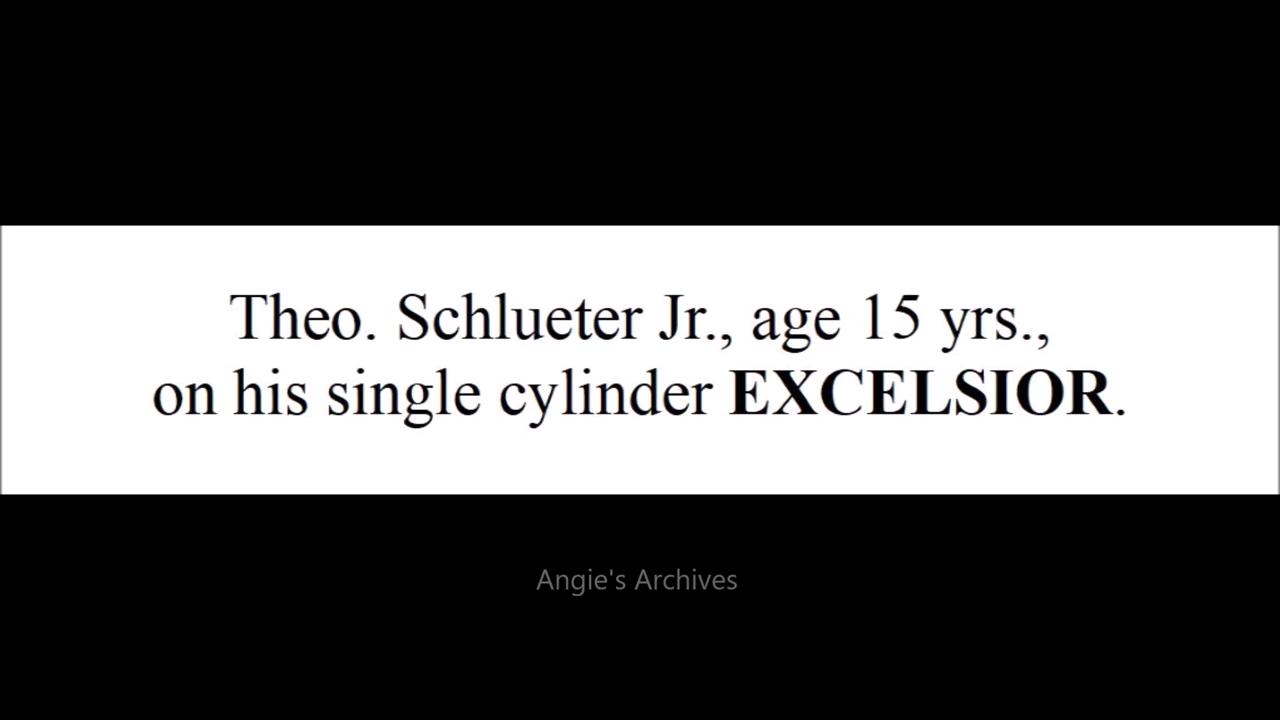 Theo. Schlueter Jr., age 15 yrs.,
on his single cylinder EXCELSIOR.
Angie's Archives